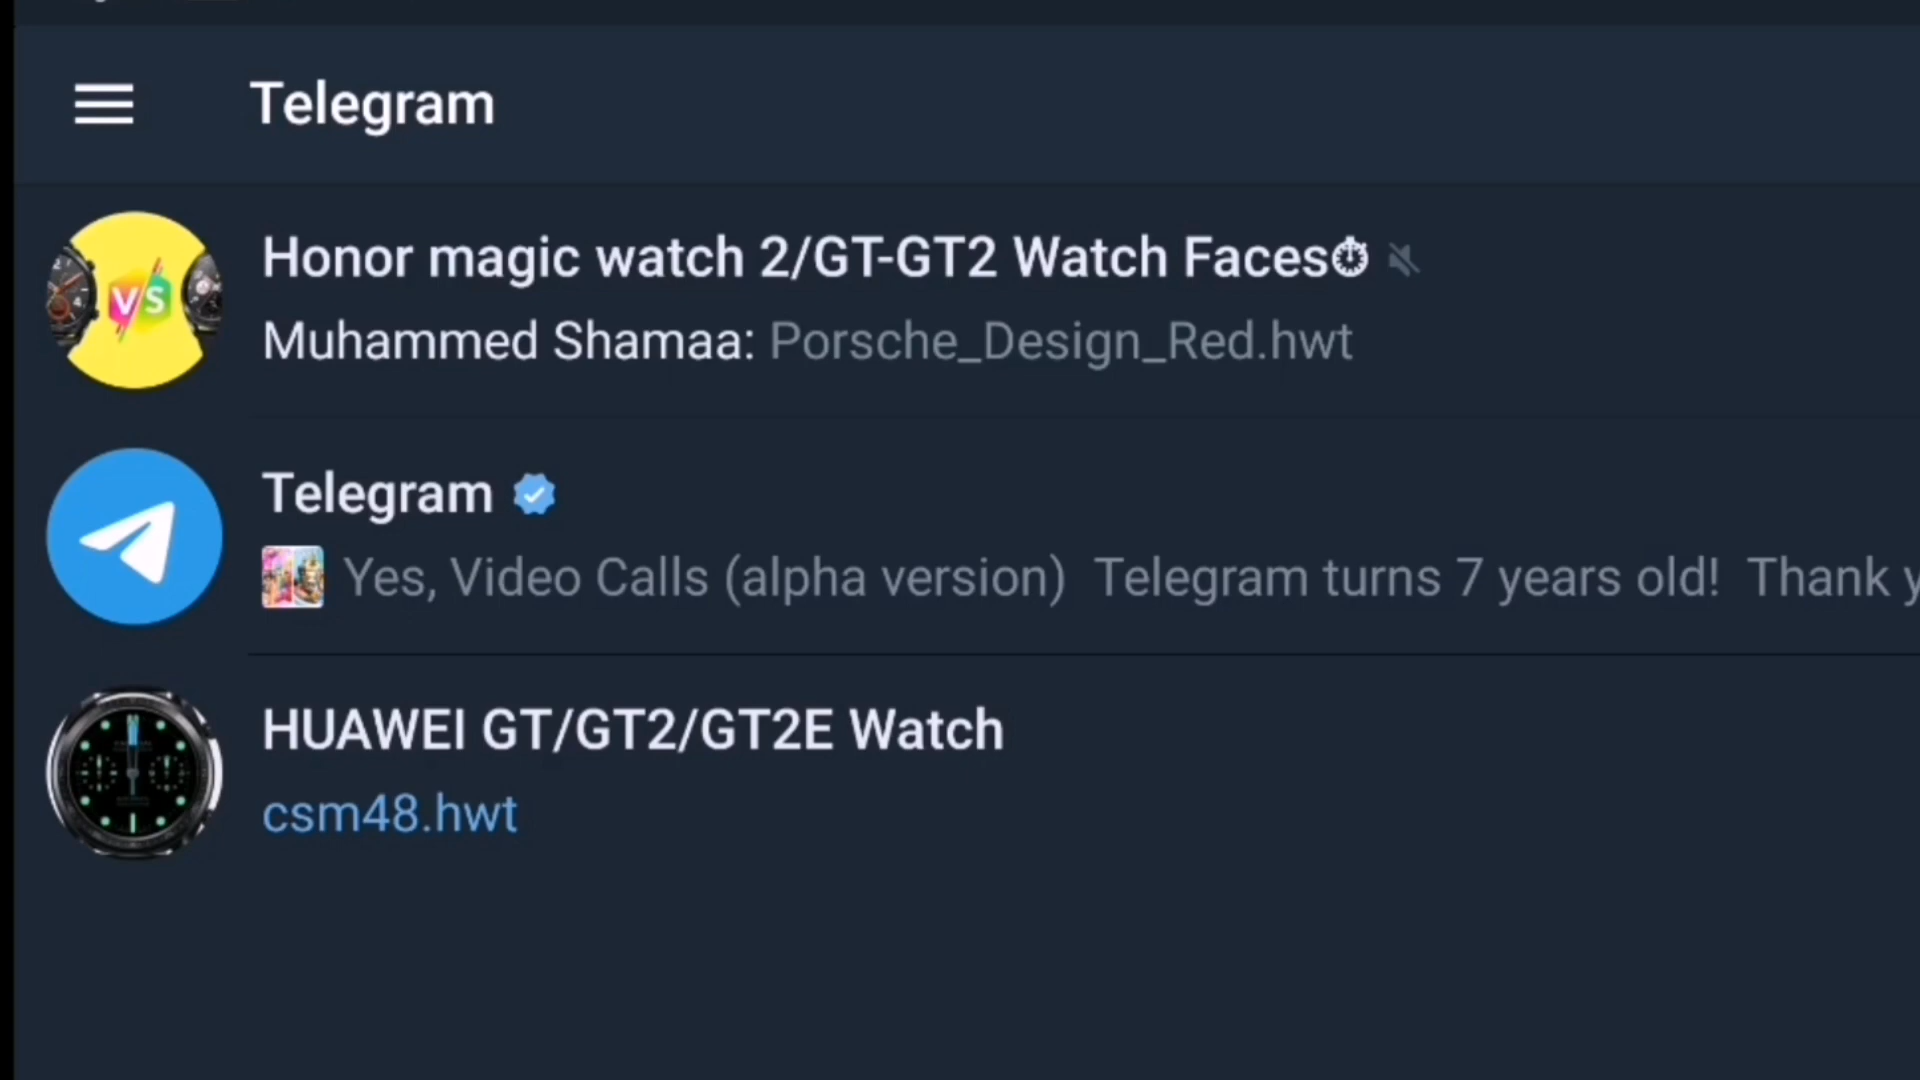 Telegram
Honor magic watch 2/GT-GT2 Watch Faces⏱
VS
Muhammed Shamaa: Porsche_Design_Red.hwt
Telegram
Yes, Video Calls (alpha version) Telegram turns 7 years old! Thank y
HUAWEI GT/GT2/GT2E Watch
csm48.hwt